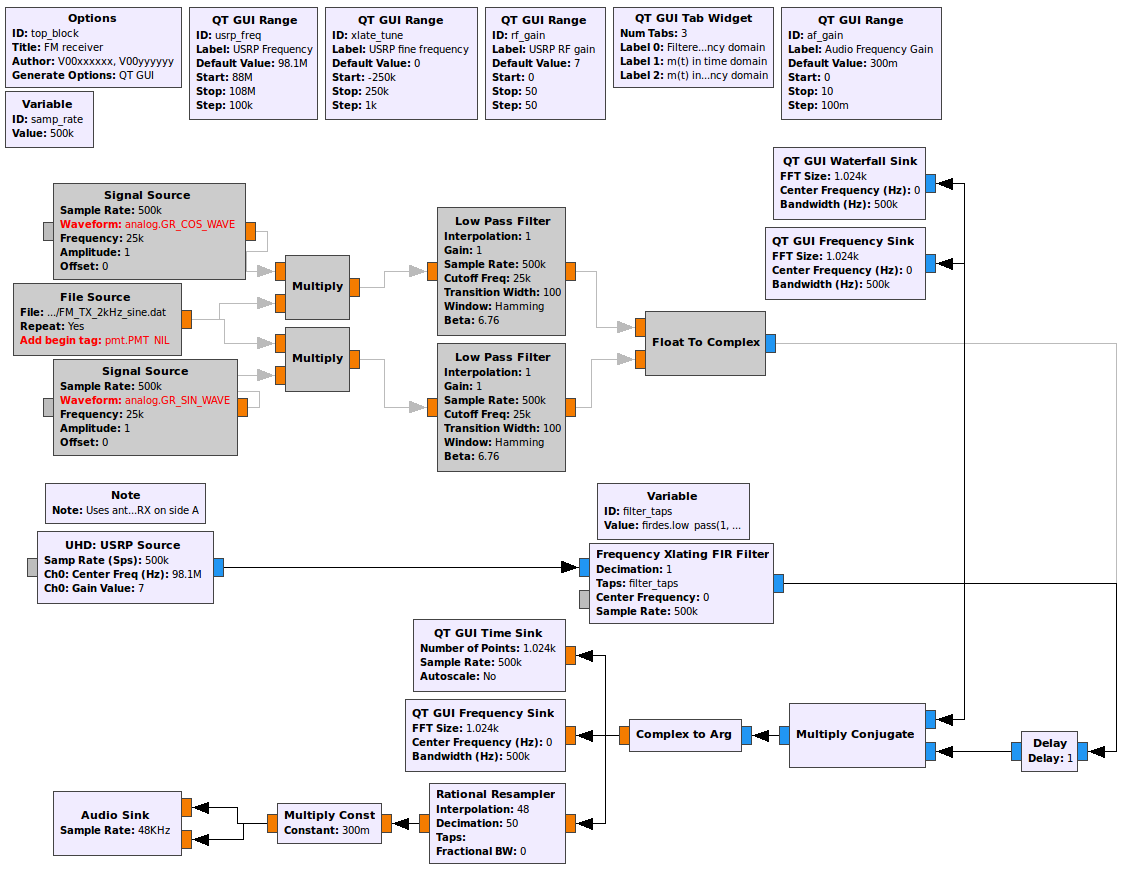 Options
ID: top_block
Title: FM receiver
Author: V00xxxxxx, V00yyyyyy
Generate Options: QT GUI
QT GUI Range
ID: usrp_freq
Label: USRP Frequency
Default Value: 98.1M
Start: 88M
Stop: 108M
Step: 100k
QT GUI Range
ID: xlate_tune
Label: USRP fine frequency
Default Value: 0
Start: -250k
Stop: 250k
Step: 1k
QT GUI Range
ID: rf_gain
Label: USRP RF gain
Default Value: 7
Start: 0
Stop: 50
Step: 50
QT GUI Tab Widget
Num Tabs: 3
Label 0: Filtere...ncy domain
Label 1: m(t) in time domain
Label 2: m(t) in...ncy domain
QT GUI Range
ID: af_gain
Label: Audio Frequency Gain
Default Value: 300m
Start: 0
Stop: 10
Step: 100m
Variable
ID: samp_rate
Value: 500k
QT GUI Waterfall Sink
FFT Size: 1.024k
Center Frequency (Hz): 0
Bandwidth (Hz): 500k
Signal Source
Sample Rate: 500k
Waveform: analog.GR_COS_WAVE
Frequency: 25k
Amplitude: 1
Offset: 0
Low Pass Filter
Interpolation: 1
Gain: 1
Sample Rate: 500k
Cutoff Freq: 25k
Transition Width: 100
Window: Hamming
Beta: 6.76
QT GUI Frequency Sink
FFT Size: 1.024k
Center Frequency (Hz): 0
Bandwidth (Hz): 500k
Multiply
File Source
File: .../FM_TX_2kHz_sine.dat
Repeat: Yes
Add begin tag: pmt.PMT_NIL
Multiply
Float To Complex
Signal Source
Sample Rate: 500k
Waveform: analog.GR_SIN_WAVE
Frequency: 25k
Amplitude: 1
Offset: 0
Low Pass Filter
Interpolation: 1
Gain: 1
Sample Rate: 500k
Cutoff Freq: 25k
Transition Width: 100
Window: Hamming
Beta: 6.76
Note
Note: Uses ant...RX on side A
Variable
ID: filter_taps
Value: firdes.low_pass(1, ...
UHD: USRP Source
Samp Rate (Sps): 500k
Ch0: Center Freq (Hz): 98.1M
Ch0: Gain Value: 7
Frequency Xlating FIR Filter
Decimation: 1
Taps: filter_taps
Center Frequency: 0
Sample Rate: 500k
QT GUI Time Sink
Number of Points: 1.024k
Sample Rate: 500k
Autoscale: No
QT GUI Frequency Sink
FFT Size: 1.024k
Center Frequency (Hz): 0
Bandwidth (Hz): 500k
Complex to Arg
Multiply Conjugate
Delay
Delay: 1
Rational Resampler
Interpolation: 48
Decimation: 50
Taps:
Fractional BW: 0
Multiply Const
Constant: 300m
Audio Sink
Sample Rate: 48KHz